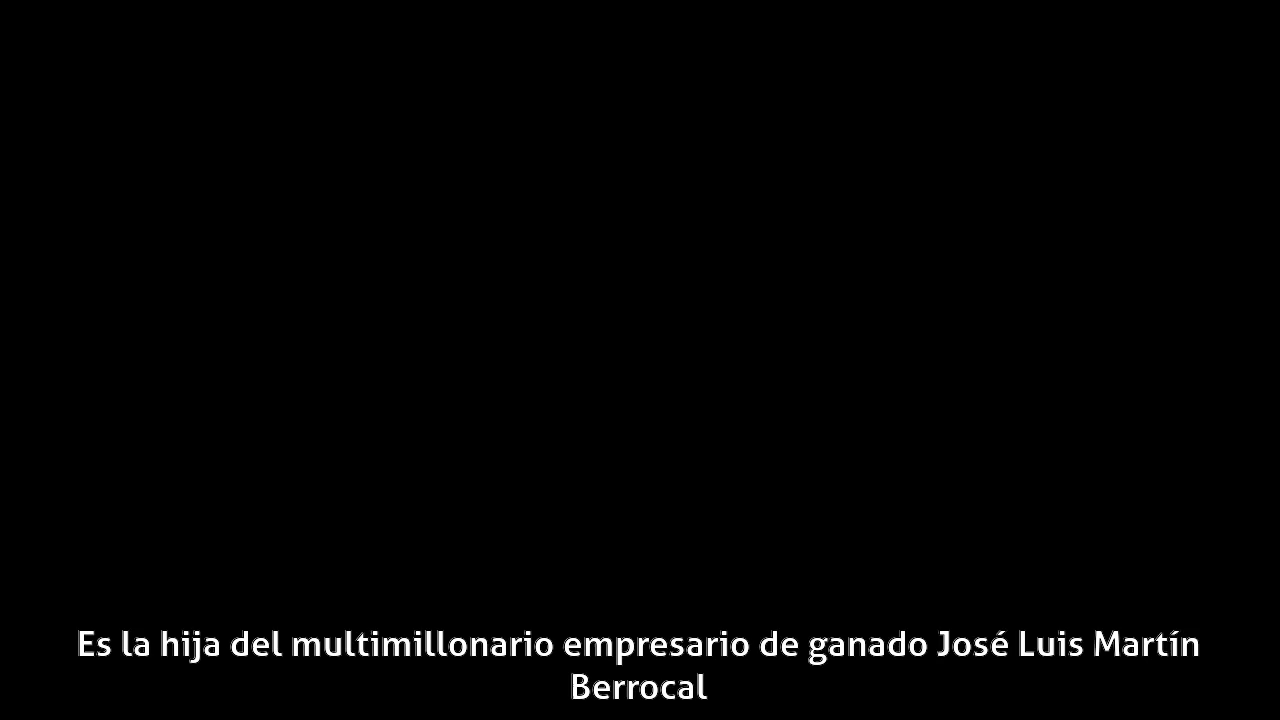 Es la hija del multimillonario empresario de ganado José Luis Martín
Berrocal